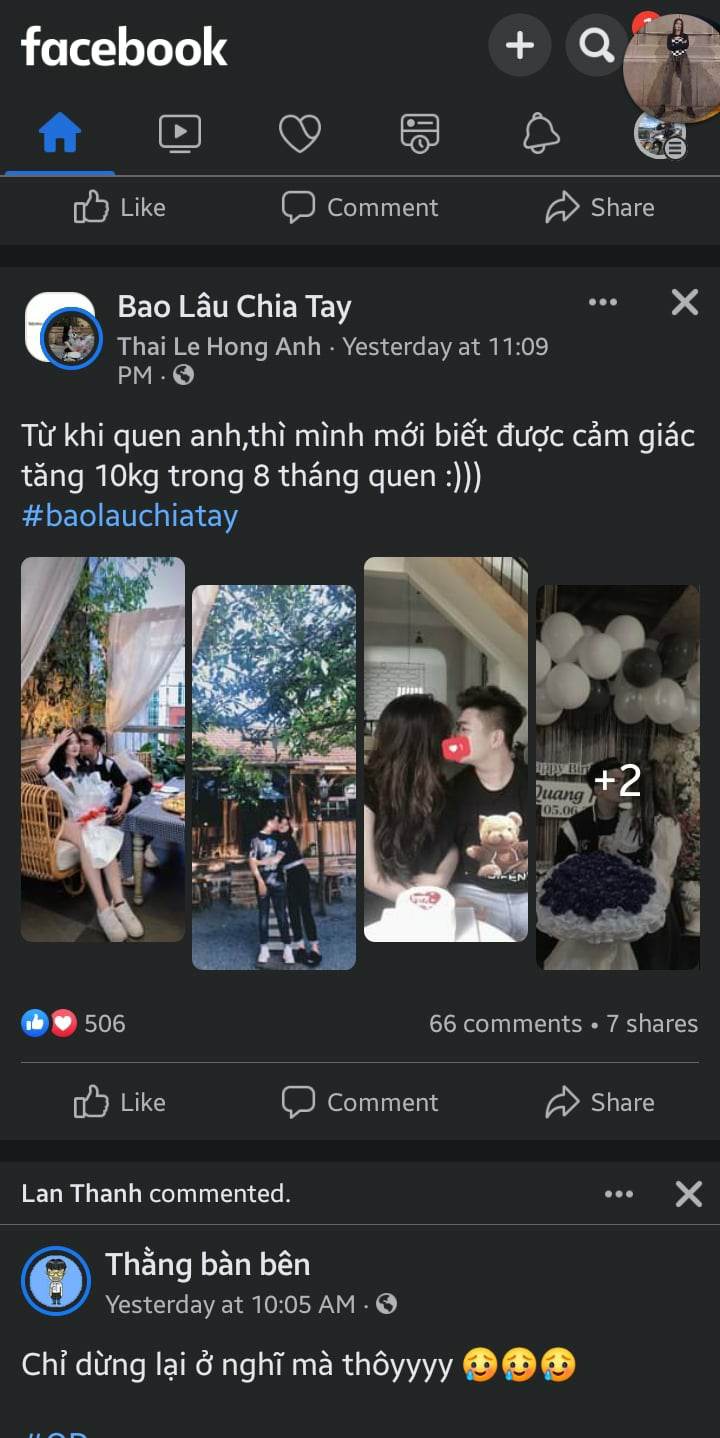 facebook
Like
Comment
Share
Bao Lâu Chia Tay
Thai Le Hong Anh · Yesterday at 11:09
PM ·
Từ khi quen anh,thì mình mới biết được cảm giác
tăng 10kg trong 8 tháng quen :)))
#baolauchiatay
Quang
05.06
+2
506
66 comments • 7 shares
Like
Comment
Share
Lan Thanh commented.
Thằng bàn bên
Yesterday at 10:05 AM ·
Chỉ dừng lại ở nghĩ mà thôyyyy 🥲🥲🥲